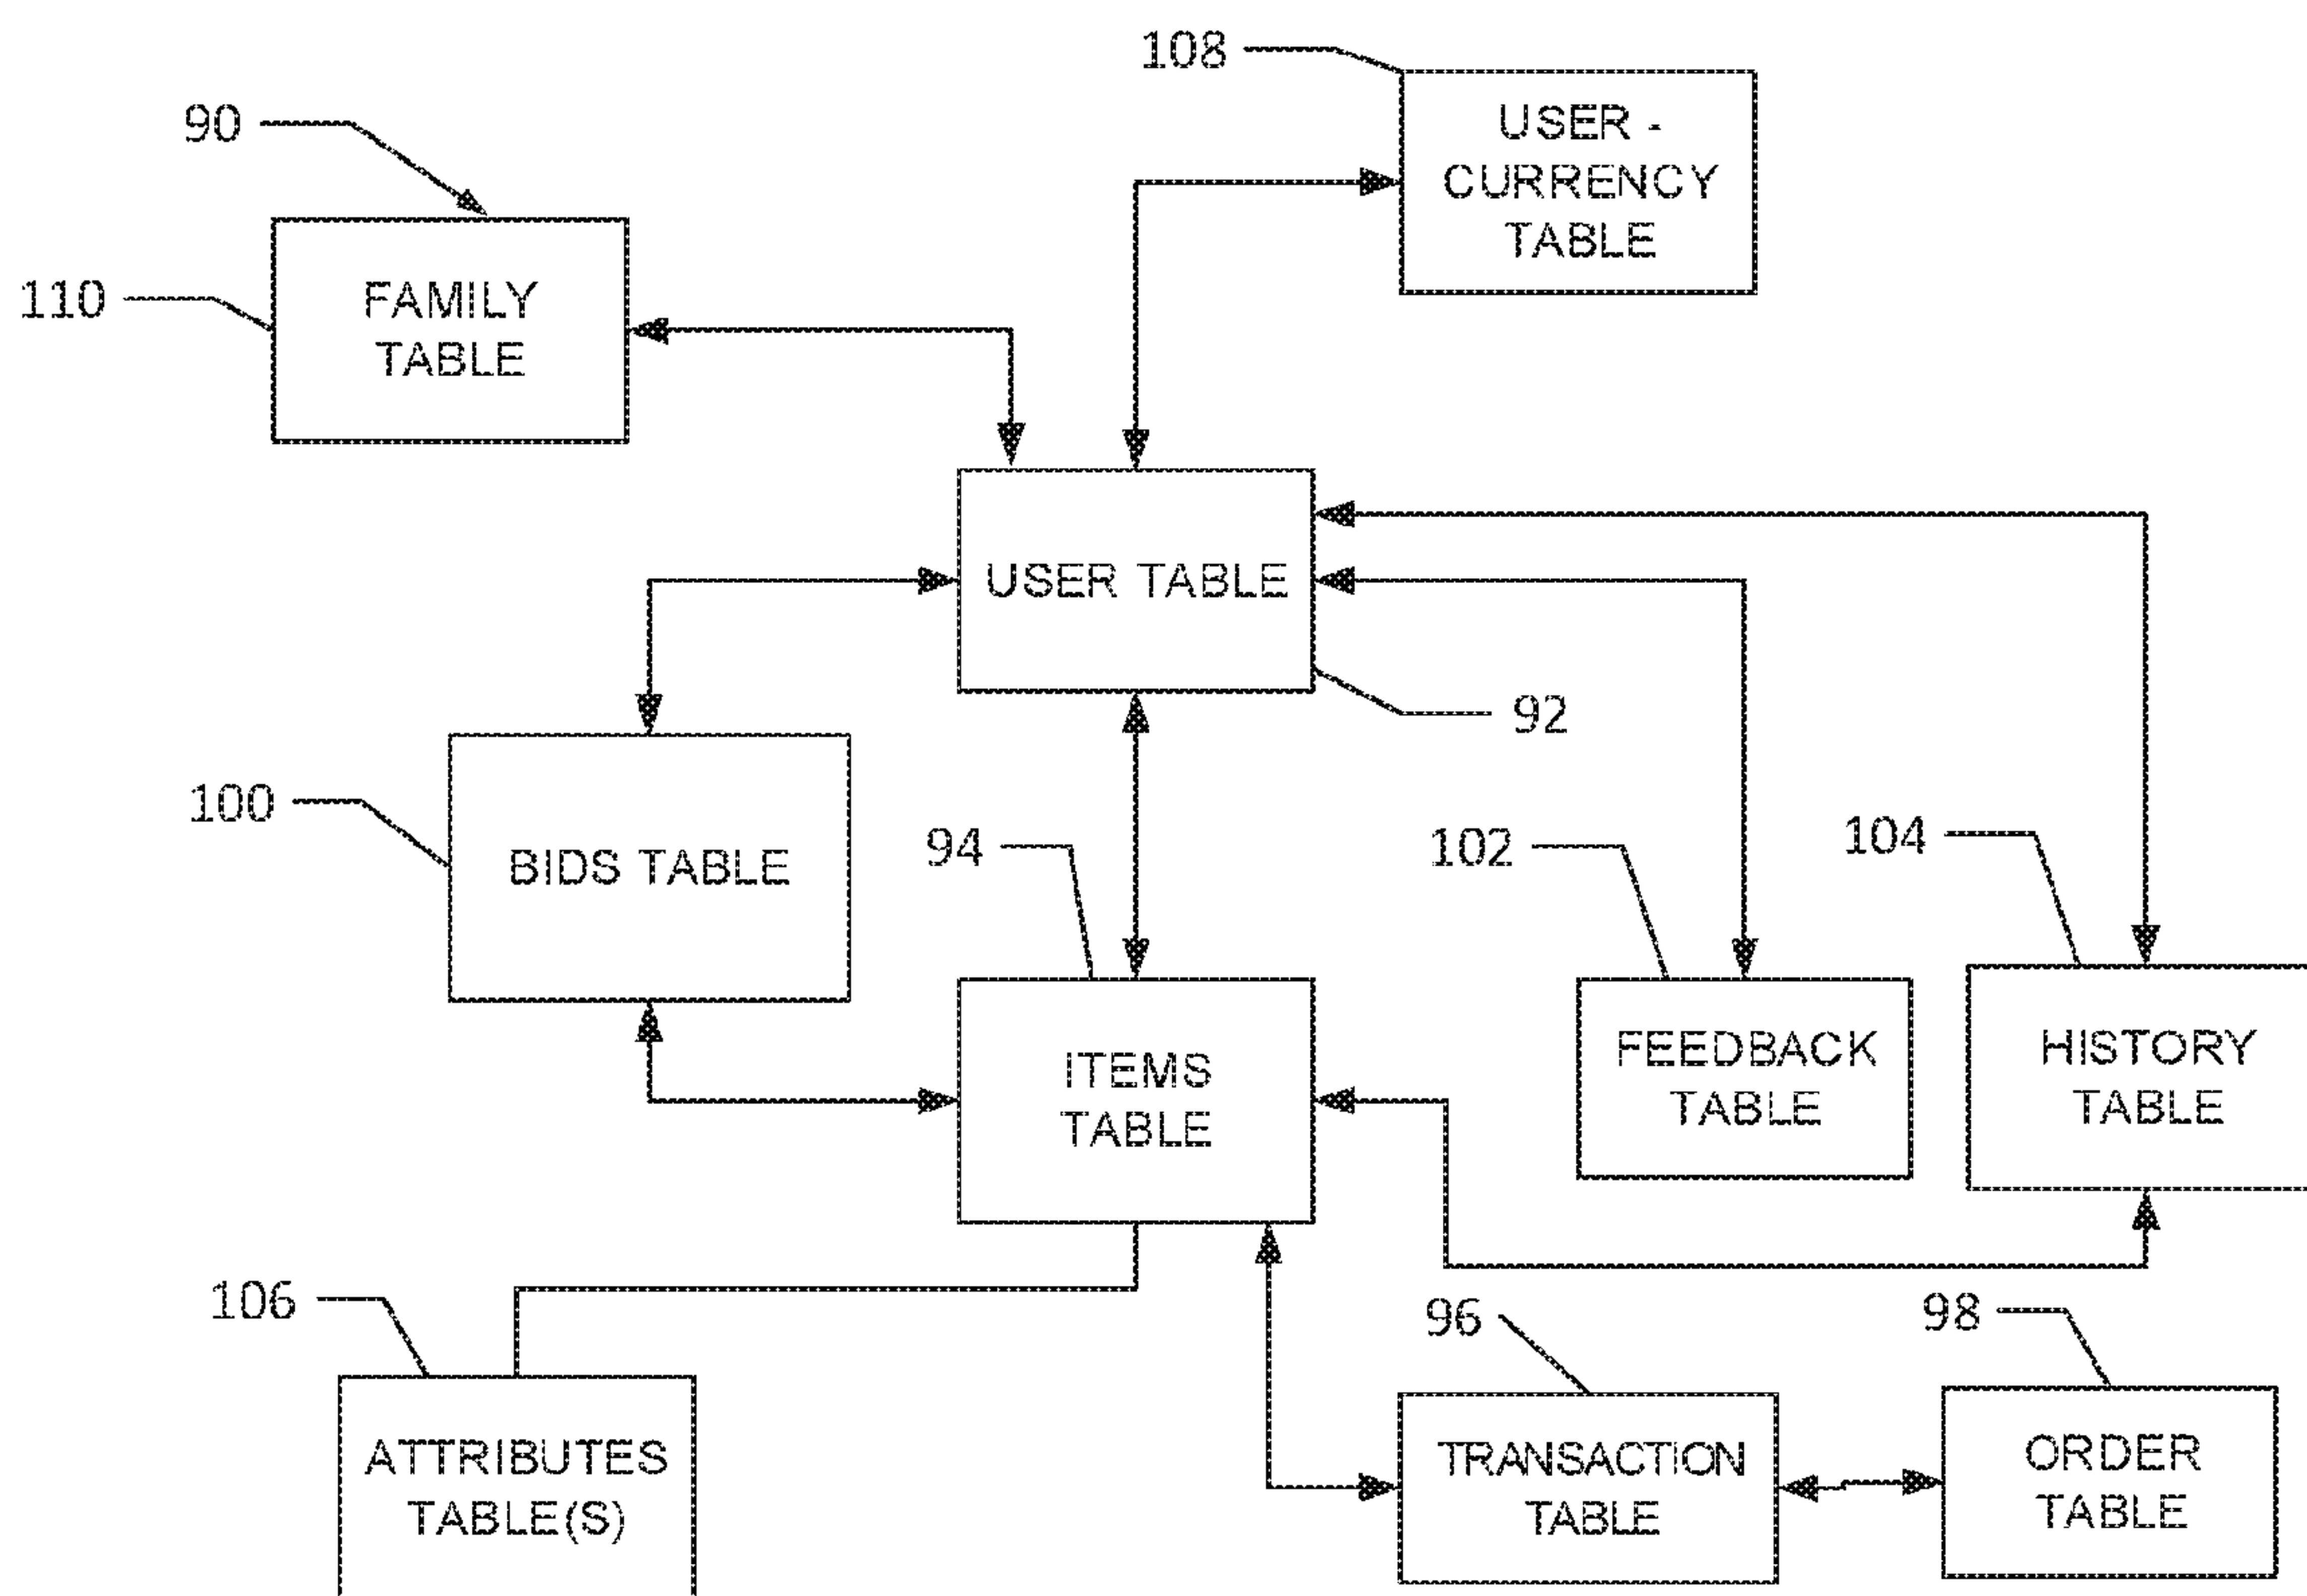 108
USER -
CURRENCY
TABLE
90
110
FAMILY
TABLE
USER TABLE
92
100
BIDS TABLE
94
ITEMS
TABLE
102
FEEDBACK
TABLE
104
HISTORY
TABLE
106
ATTRIBUTES
TABLE(S)
96
TRANSACTION
TABLE
98
ORDER
TABLE